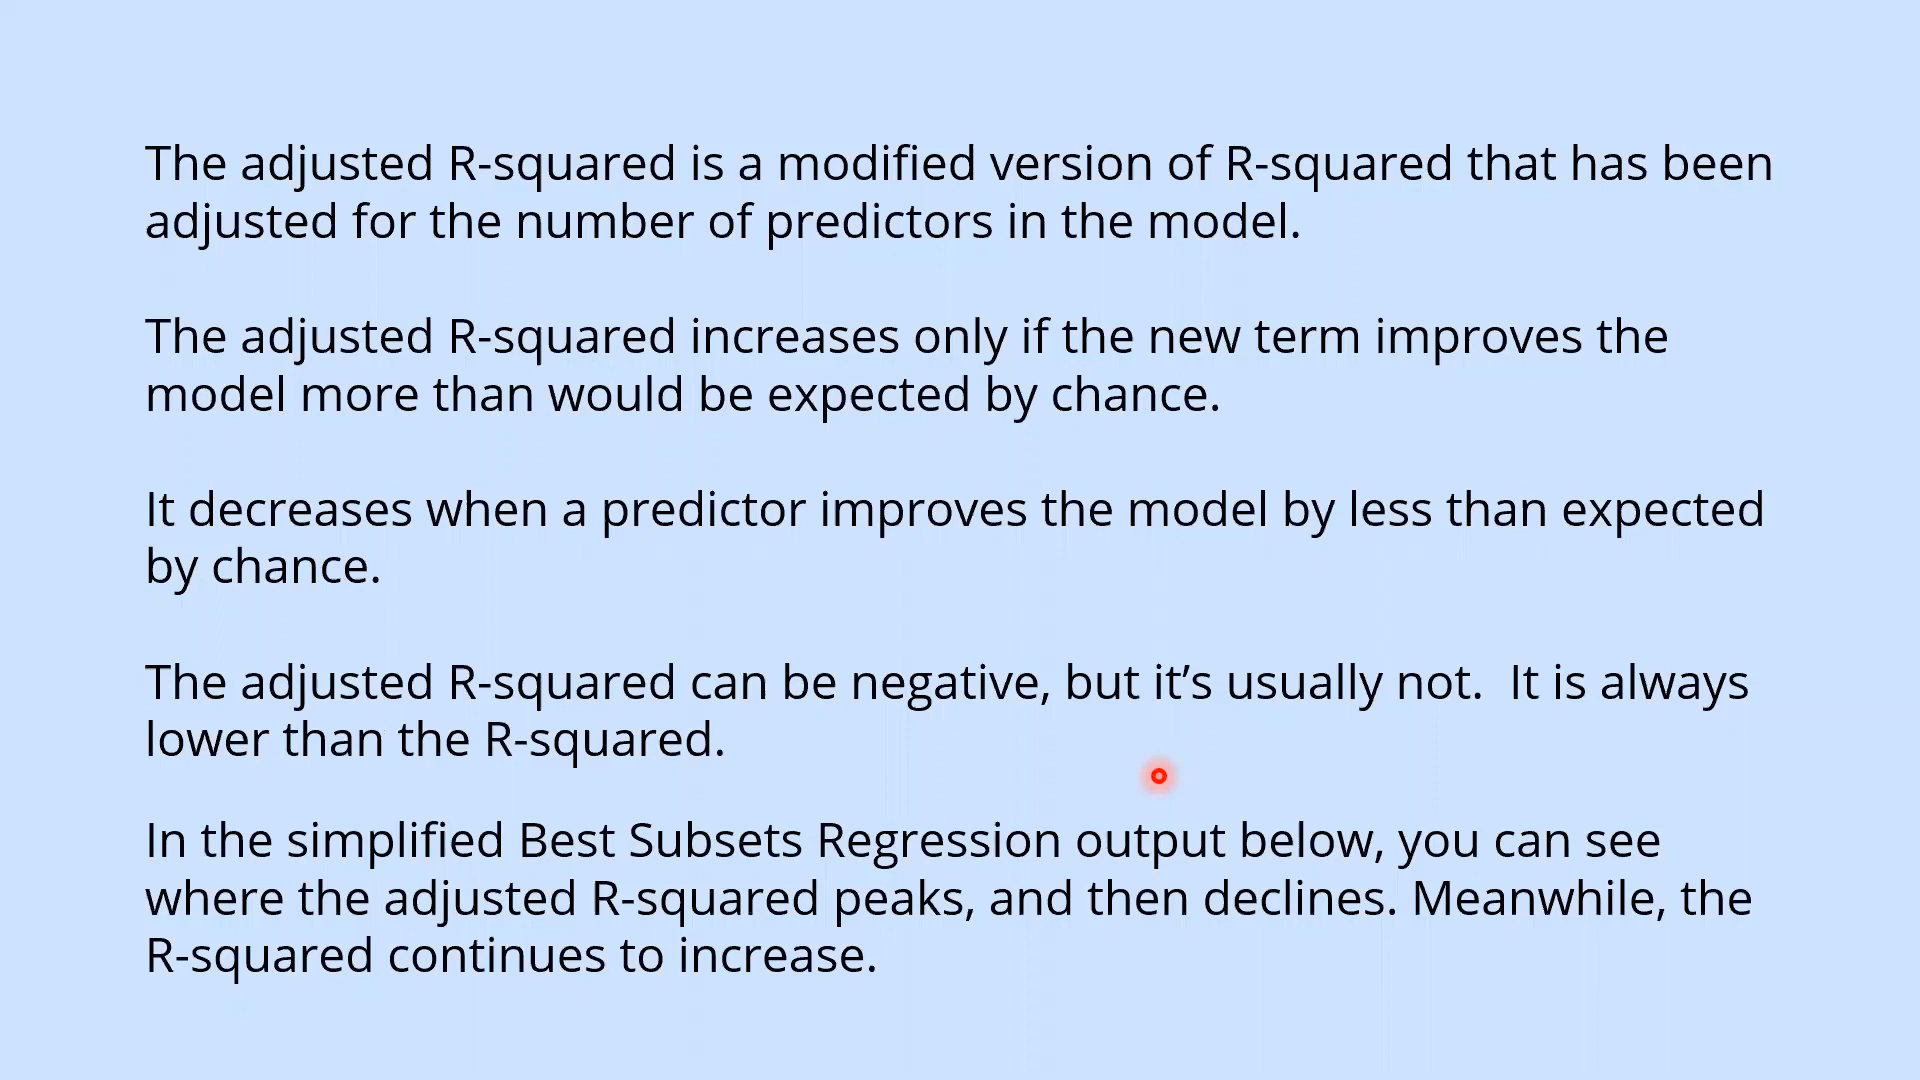 The adjusted R-squared is a modified version of R-squared that has been
adjusted for the number of predictors in the model.
The adjusted R-squared increases only if the new term improves the
model more than would be expected by chance.
It decreases when a predictor improves the model by less than expected
by chance.
The adjusted R-squared can be negative, but it’s usually not.  It is always
lower than the R-squared.
In the simplified Best Subsets Regression output below, you can see
where the adjusted R-squared peaks, and then declines. Meanwhile, the
R-squared continues to increase.